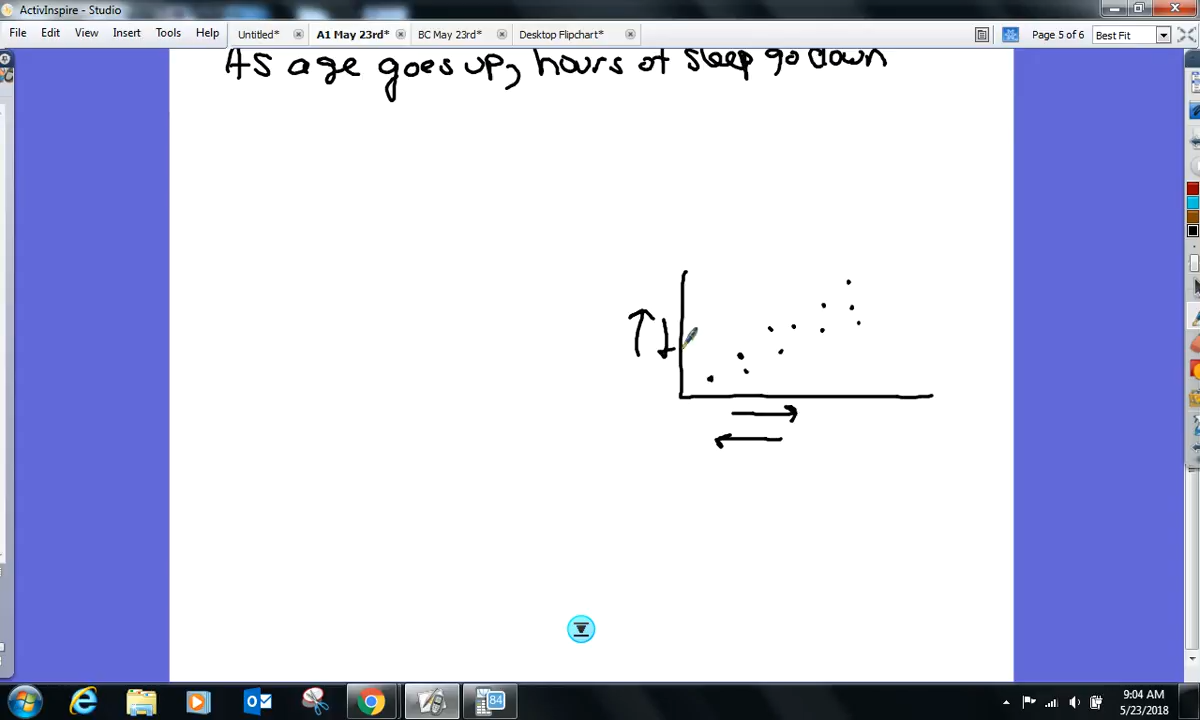 ActivInspire - Studio
File Edit View Insert Tools Help Untitled* A1 May 23rd* BC May 23rd* Desktop Flipchart* Page 5 of 6 Best Fit
As age goes up, hours of sleep go down
84
9:04 AM
5/23/2018